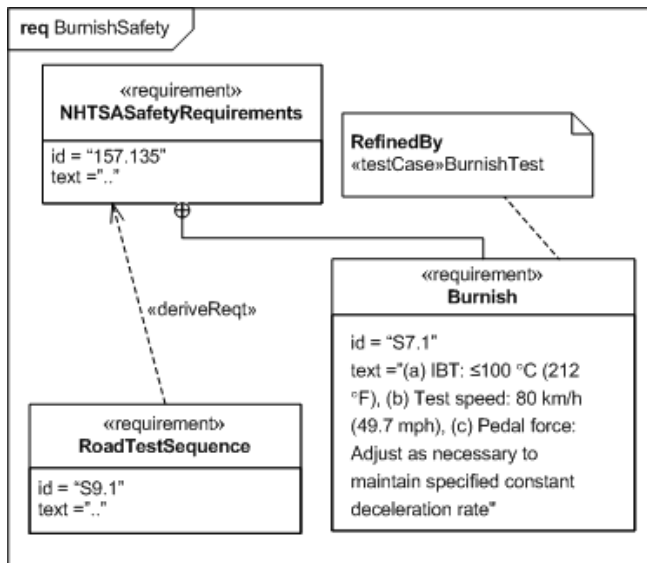 req BurnishSafety
«requirement»
NHTSASafetyRequirements
id = “157.135”
text =".."
RefinedBy
«testCase»BurnishTest
«deriveReqt»
«requirement»
Burnish
id = “S7.1”
text ="(a) IBT: ≤100 °C (212
°F), (b) Test speed: 80 km/h
(49.7 mph), (c) Pedal force:
Adjust as necessary to
maintain specified constant
deceleration rate"
«requirement»
RoadTestSequence
id = “S9.1”
text =".."